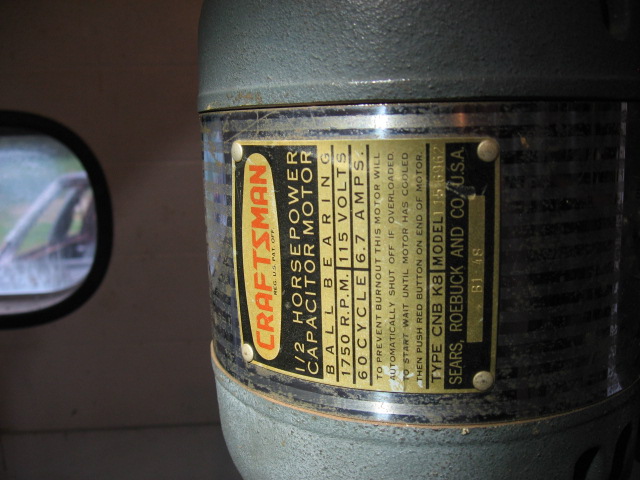 CRAFTSMAN
REG. U.S. PAT. OFF.
1/2 HORSEPOWER
CAPACITOR MOTOR
BALL BEARING
1750 R.P.M. 115 VOLTS
60 CYCLE 6.7 AMPS.
TO PREVENT BURNOUT THIS MOTOR WILL
AUTOMATICALLY SHUT OFF IF OVERLOADED.
TO START WAIT UNTIL MOTOR HAS COOLED
THEN PUSH RED BUTTON ON END OF MOTOR.
TYPE CNB K8 MODEL
SEARS, ROEBUCK AND CO. U.S.A.